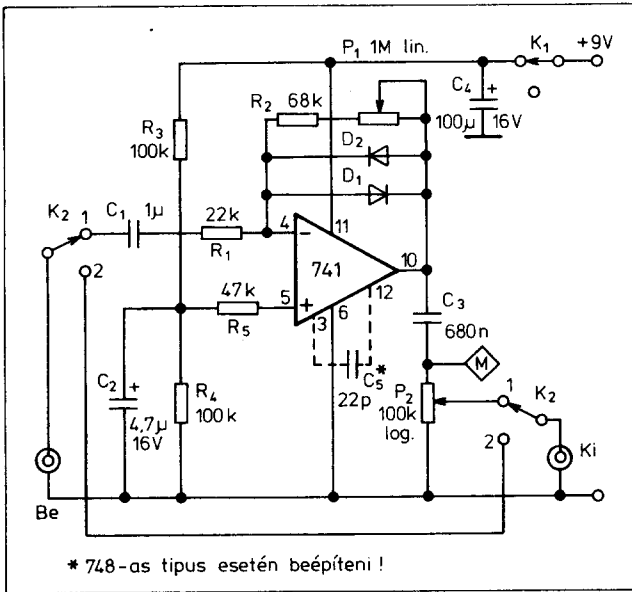 P₁ 1M lin.
K₁
+9V
R₂
68k
C₄
+
100µ
16V
R₃
100k
D₂
D₁
K₂
1
C₁
1µ
22k
R₁
4
−
11
2
741
10
47k
R₅
5
+
3
6
12
C₃
680n
C₅*
22p
M
C₂
+
4,7µ
16V
R₄
100k
P₂
100k
log.
1
K₂
2
Be
Ki
* 748-as tipus esetén beépíteni !